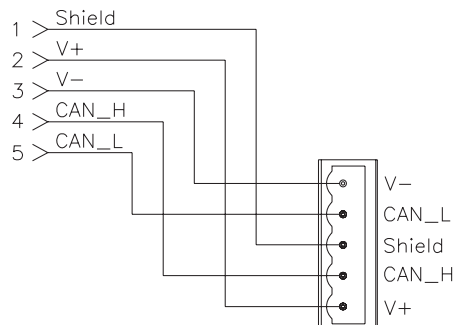 1 Shield
2 V+
3 V-
4 CAN_H
5 CAN_L
V-
CAN_L
Shield
CAN_H
V+